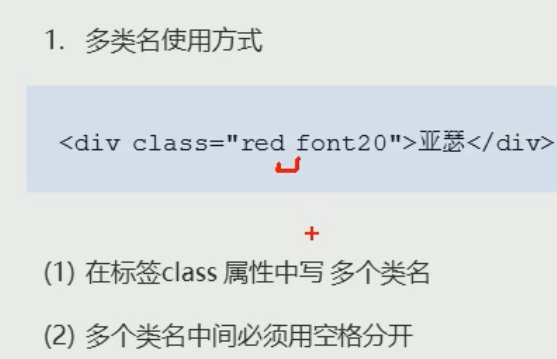 1. 多类名使用方式
<div class="red font20">亚瑟</div>
(1) 在标签class 属性中写 多个类名
(2) 多个类名中间必须用空格分开